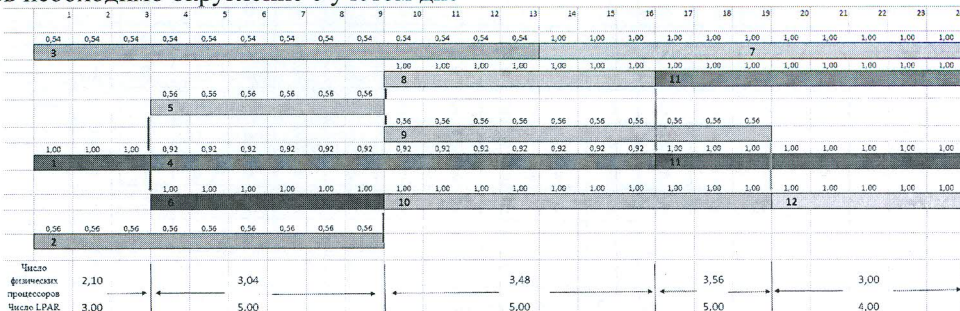 необходимо округление с учетом
1 2 3 4 5 6 7 8 9 10 11 12 13 14 15 16 17 18 19 20 21 22 23
0,54 0,54 0,54 0,54 0,54 0,54 0,54 0,54 0,54 0,54 0,54 0,54 0,54 1,00 1,00 1,00 1,00 1,00 1,00 1,00 1,00 1,00 1,00 1,00
3 7
1,00 1,00 1,00 1,00 1,00 1,00 1,00 1,00 1,00 1,00 1,00 1,00 1,00 1,00 1,00
8 11
0,56 0,56 0,56 0,56 0,56 0,56
5
0,56 0,56 0,56 0,56 0,56 0,56 0,56 0,56 0,56 0,56
9
1,00 1,00 1,00 0,92 0,92 0,92 0,92 0,92 0,92 0,92 0,92 0,92 0,92 0,92 0,92 0,92 1,00 1,00 1,00 1,00 1,00 1,00 1,00 1,00
1 4 11
1,00 1,00 1,00 1,00 1,00 1,00 1,00 1,00 1,00 1,00 1,00 1,00 1,00 1,00 1,00 1,00 1,00 1,00 1,00 1,00 1,00
6 10 12
0,56 0,56 0,56 0,56 0,56 0,56 0,56 0,56 0,56
2
Число
физических
процессоров
2,10 3,04 3,48 3,56 3,00
Число LPAR 3,00 5,00 5,00 5,00 4,00